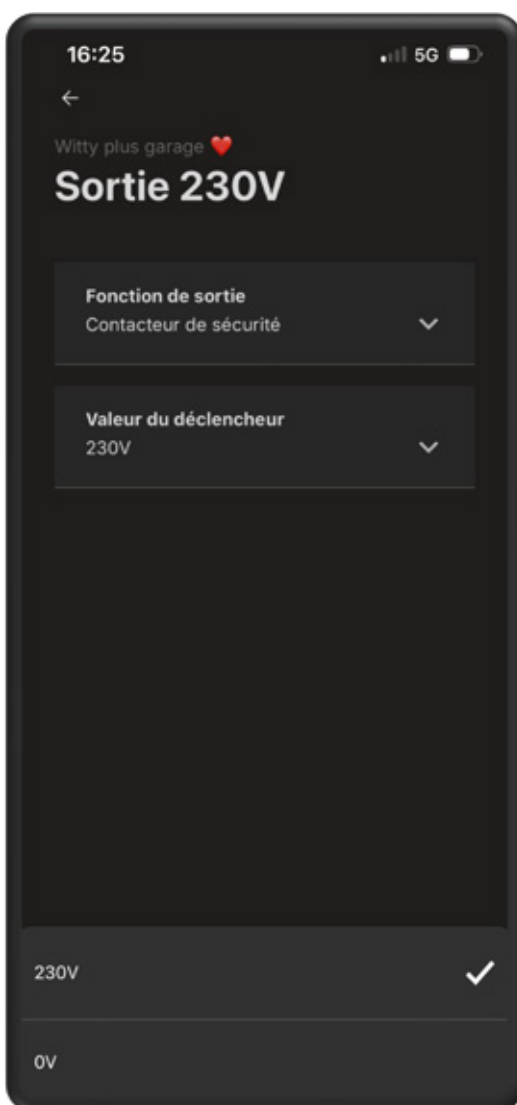 16:25 5G
Witty plus garage ❤️
Sortie 230V
Fonction de sortie
Contacteur de sécurité
Valeur du déclencheur
230V
230V
0V